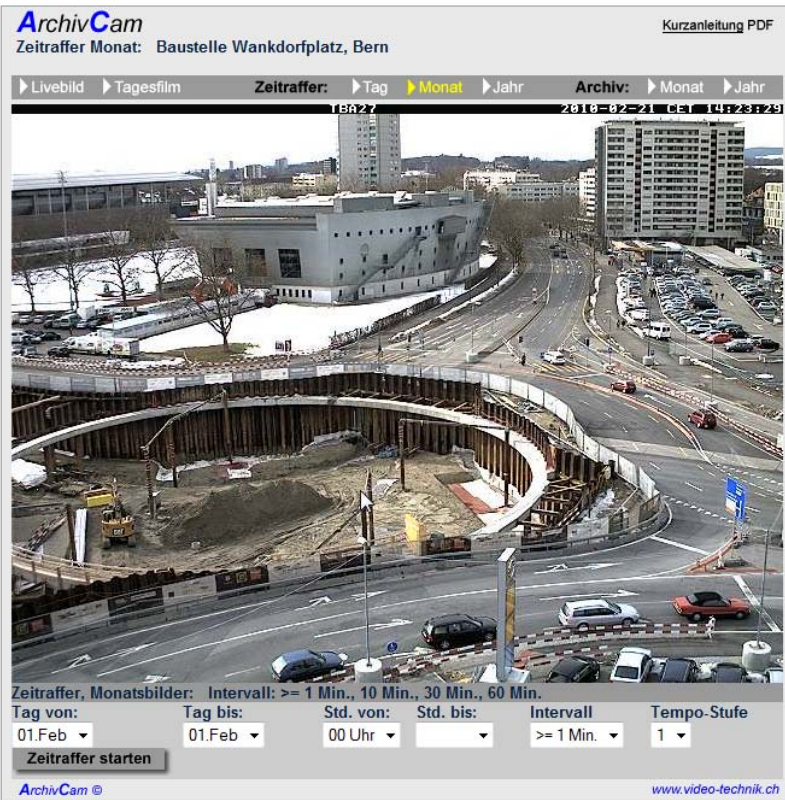 ArchivCam
Kurzanleitung PDF
Zeitraffer Monat: Baustelle Wankdorfplatz, Bern
Livebild Tagesfilm Zeitraffer: Tag Monat Jahr Archiv: Monat Jahr
TBA27 2010-02-21 CET 14:23:29
CAT
Zeitraffer, Monatsbilder: Intervall: >= 1 Min., 10 Min., 30 Min., 60 Min.
Tag von: Tag bis: Std. von: Std. bis: Intervall Tempo-Stufe
01.Feb 01.Feb 00 Uhr >= 1 Min. 1
Zeitraffer starten
ArchivCam © www.video-technik.ch